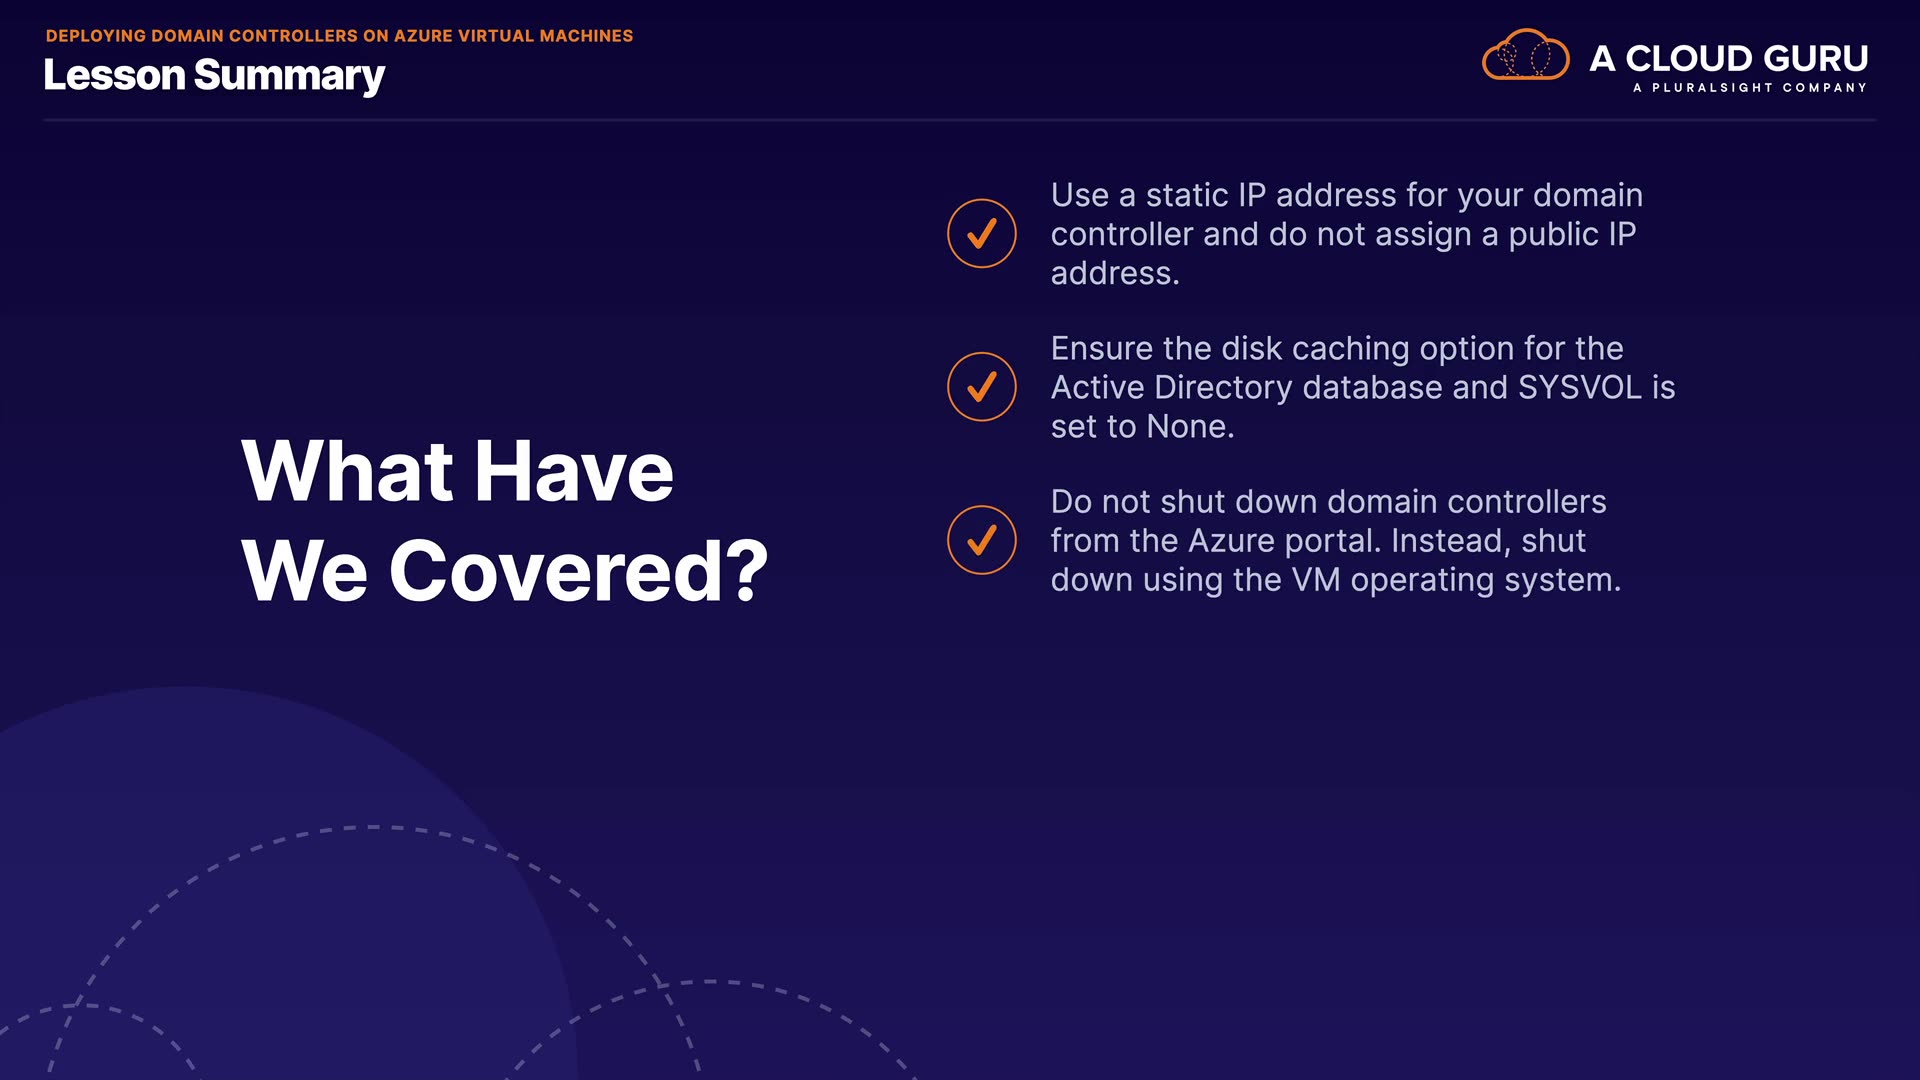 DEPLOYING DOMAIN CONTROLLERS ON AZURE VIRTUAL MACHINES
Lesson Summary
A CLOUD GURU
A PLURALSIGHT COMPANY
What Have
We Covered?
Use a static IP address for your domain
controller and do not assign a public IP
address.
Ensure the disk caching option for the
Active Directory database and SYSVOL is
set to None.
Do not shut down domain controllers
from the Azure portal. Instead, shut
down using the VM operating system.